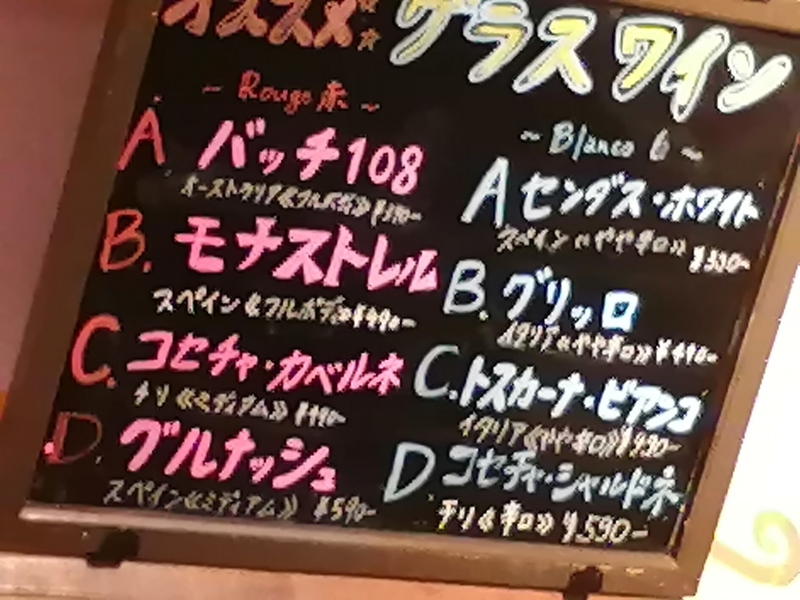 オススメ☆☆ グラスワイン
~ Rouge 赤 ~
A バッチ108
オーストラリア《フルボディ》
B. モナストレル
スペイン《フルボディ》¥490-
C. コセチャ・カベルネ
チリ《ミディアム》
D. グルナッシュ
スペイン《ミディアム》 ¥590-
~ Blanco 白 ~
A センダス・ホワイト
スペイン《やや辛口》
B. グリッロ
イタリア《やや辛口》¥490-
C. トスカーナ・ビアンコ
イタリア《やや辛口》
D コセチャ・シャルドネ
チリ《辛口》¥590-